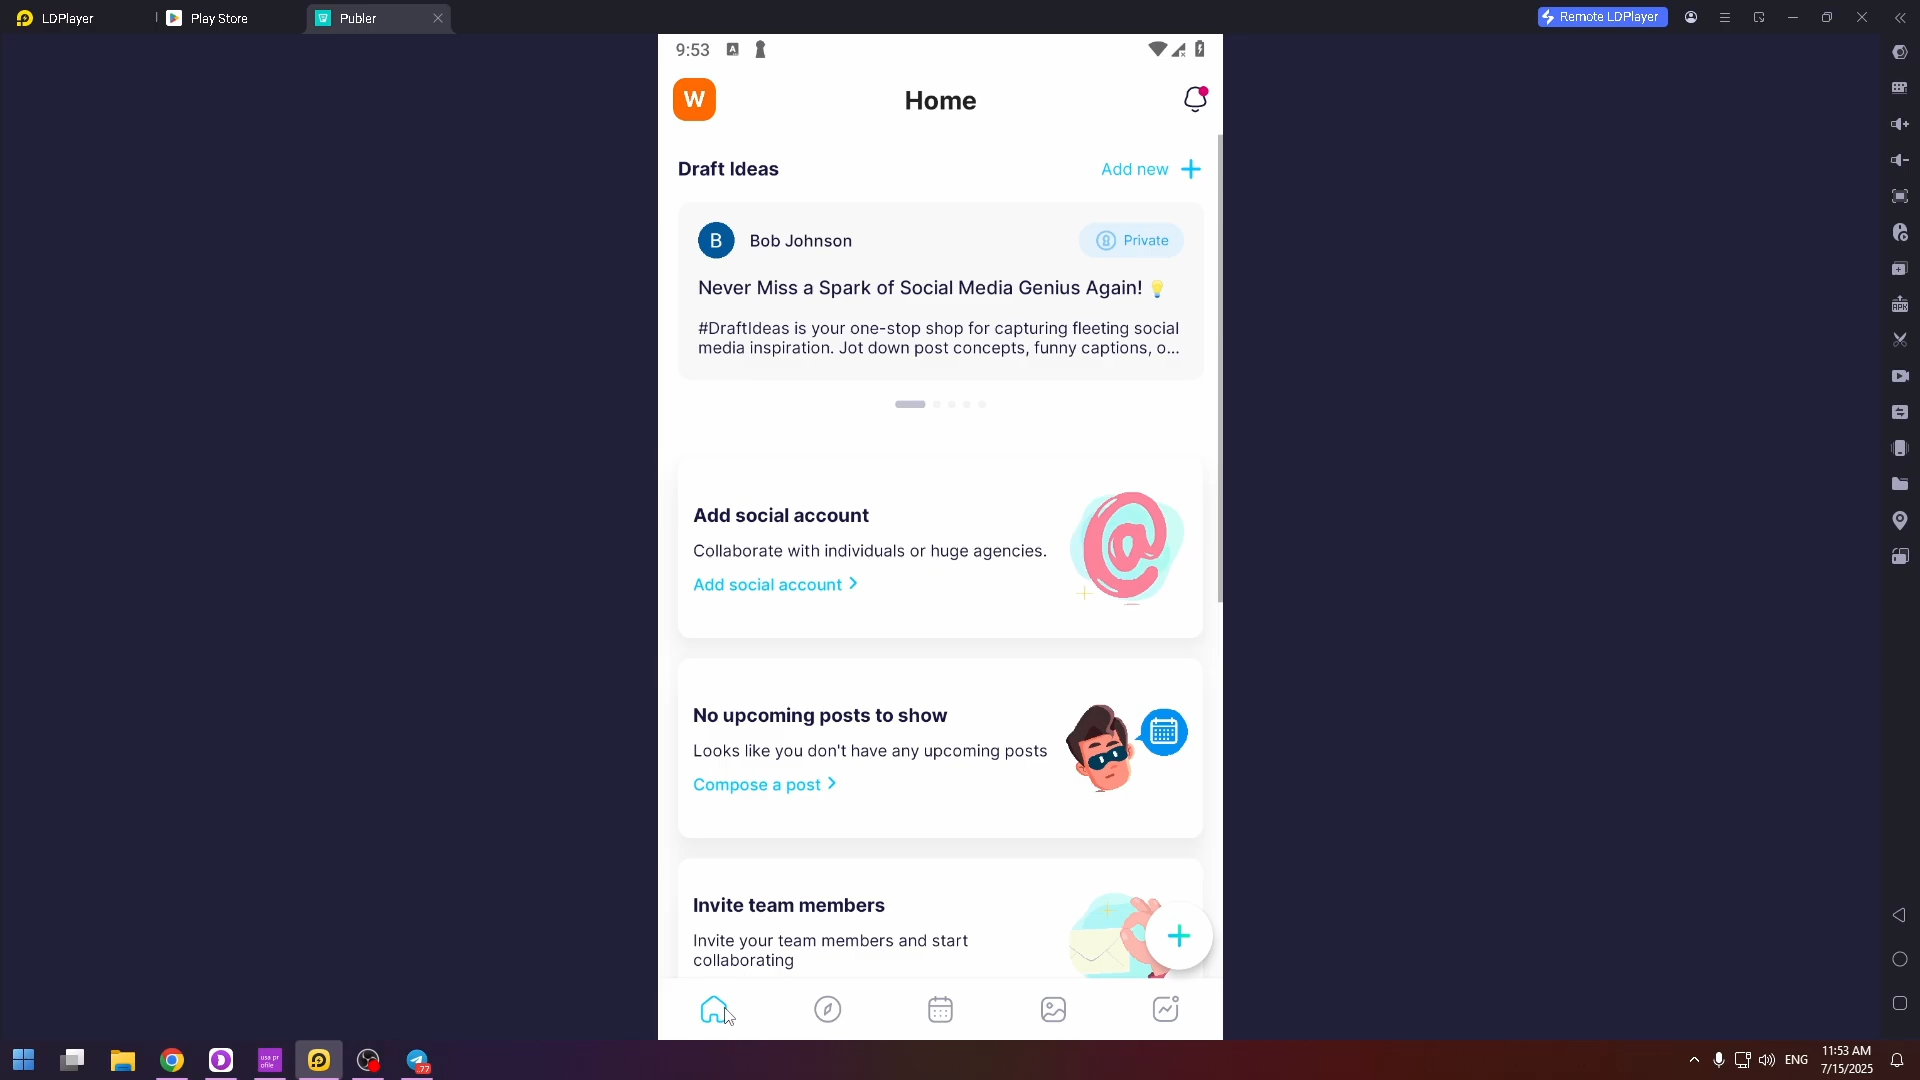 LDPlayer
Play Store
Publer
Remote LDPlayer
9:53
W
Home
Draft Ideas
Add new
B
Bob Johnson
Private
Never Miss a Spark of Social Media Genius Again! 💡
#DraftIdeas is your one-stop shop for capturing fleeting social
media inspiration. Jot down post concepts, funny captions, o...
Add social account
Collaborate with individuals or huge agencies.
Add social account
No upcoming posts to show
Looks like you don't have any upcoming posts
Compose a post
Invite team members
Invite your team members and start
collaborating
usa pr
ofile
77
ENG
11:53 AM
7/15/2025